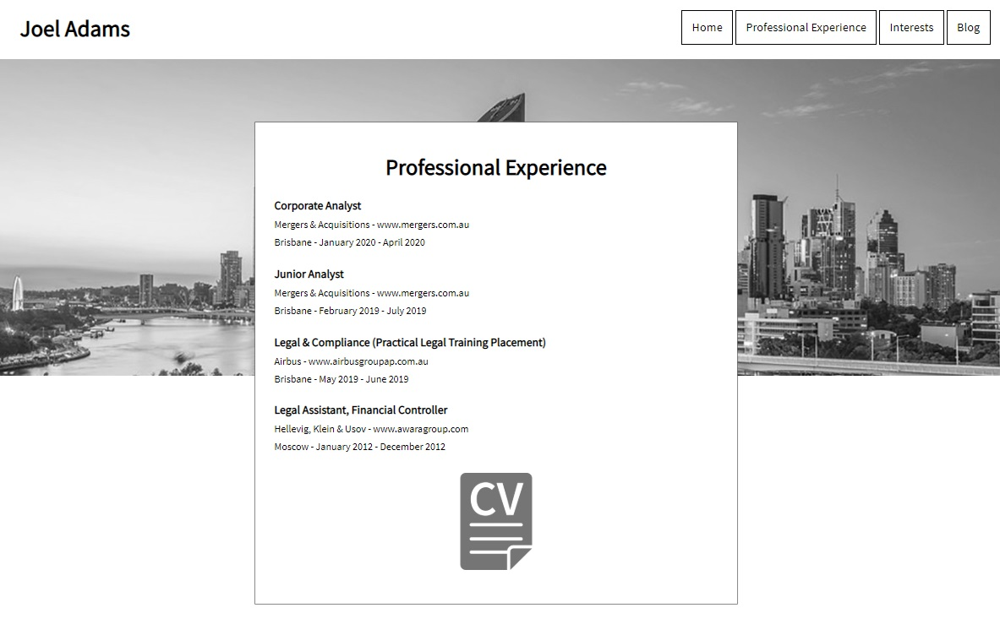 Joel Adams
Home
Professional Experience
Interests
Blog
Professional Experience
Corporate Analyst
Mergers & Acquisitions - www.mergers.com.au
Brisbane - January 2020 - April 2020
Junior Analyst
Mergers & Acquisitions - www.mergers.com.au
Brisbane - February 2019 - July 2019
Legal & Compliance (Practical Legal Training Placement)
Airbus - www.airbusgroupap.com.au
Brisbane - May 2019 - June 2019
Legal Assistant, Financial Controller
Hellevig, Klein & Usov - www.awaragroup.com
Moscow - January 2012 - December 2012
CV